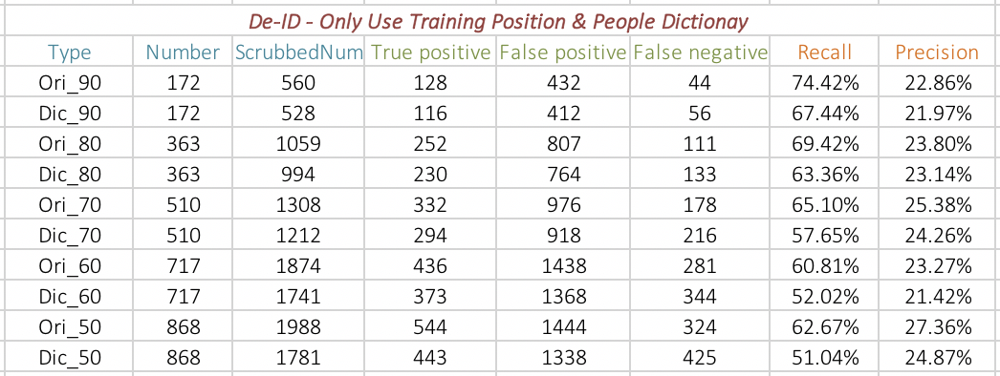 De-ID - Only Use Training Position & People Dictionay
Type Number ScrubbedNum True positive False positive False negative Recall Precision
Ori_90 172 560 128 432 44 74.42% 22.86%
Dic_90 172 528 116 412 56 67.44% 21.97%
Ori_80 363 1059 252 807 111 69.42% 23.80%
Dic_80 363 994 230 764 133 63.36% 23.14%
Ori_70 510 1308 332 976 178 65.10% 25.38%
Dic_70 510 1212 294 918 216 57.65% 24.26%
Ori_60 717 1874 436 1438 281 60.81% 23.27%
Dic_60 717 1741 373 1368 344 52.02% 21.42%
Ori_50 868 1988 544 1444 324 62.67% 27.36%
Dic_50 868 1781 443 1338 425 51.04% 24.87%